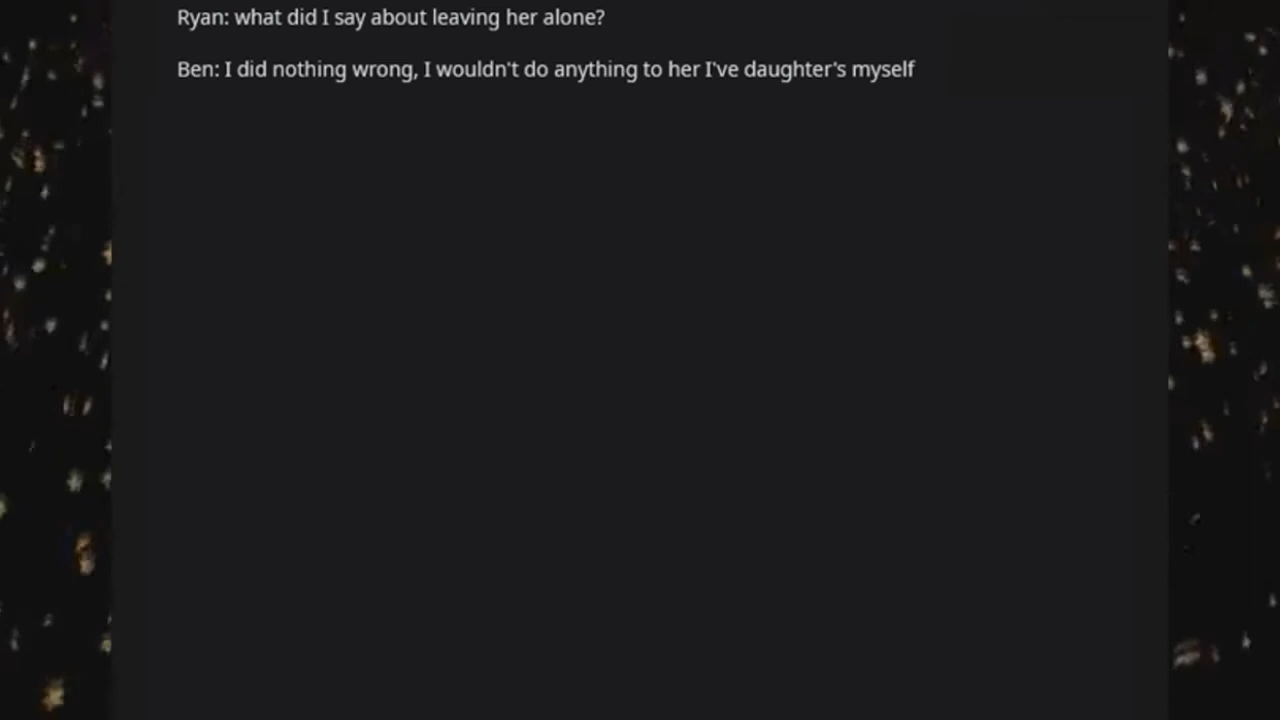 Ryan: what did I say about leaving her alone?
Ben: I did nothing wrong, I wouldn't do anything to her I've daughter's myself